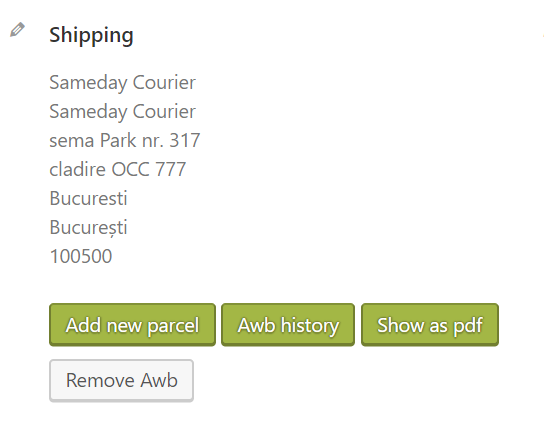 Shipping
Sameday Courier
Sameday Courier
sema Park nr. 317
cladire OCC 777
Bucuresti
București
100500
Add new parcel Awb history Show as pdf
Remove Awb